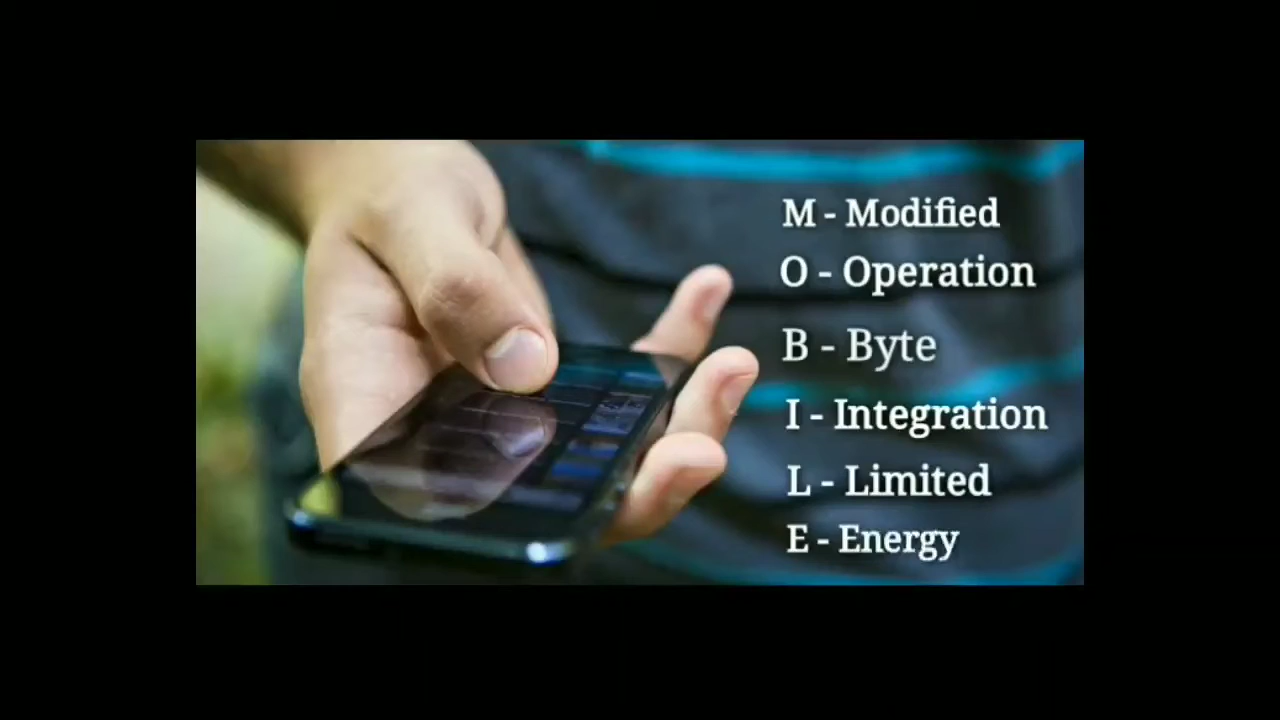 M - Modified
O - Operation
B - Byte
I - Integration
L - Limited
E - Energy